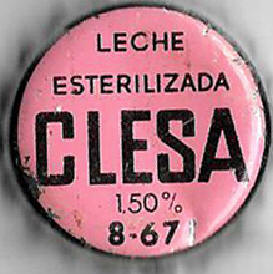 LECHE
ESTERILIZADA
CLESA
1.50%
8-67